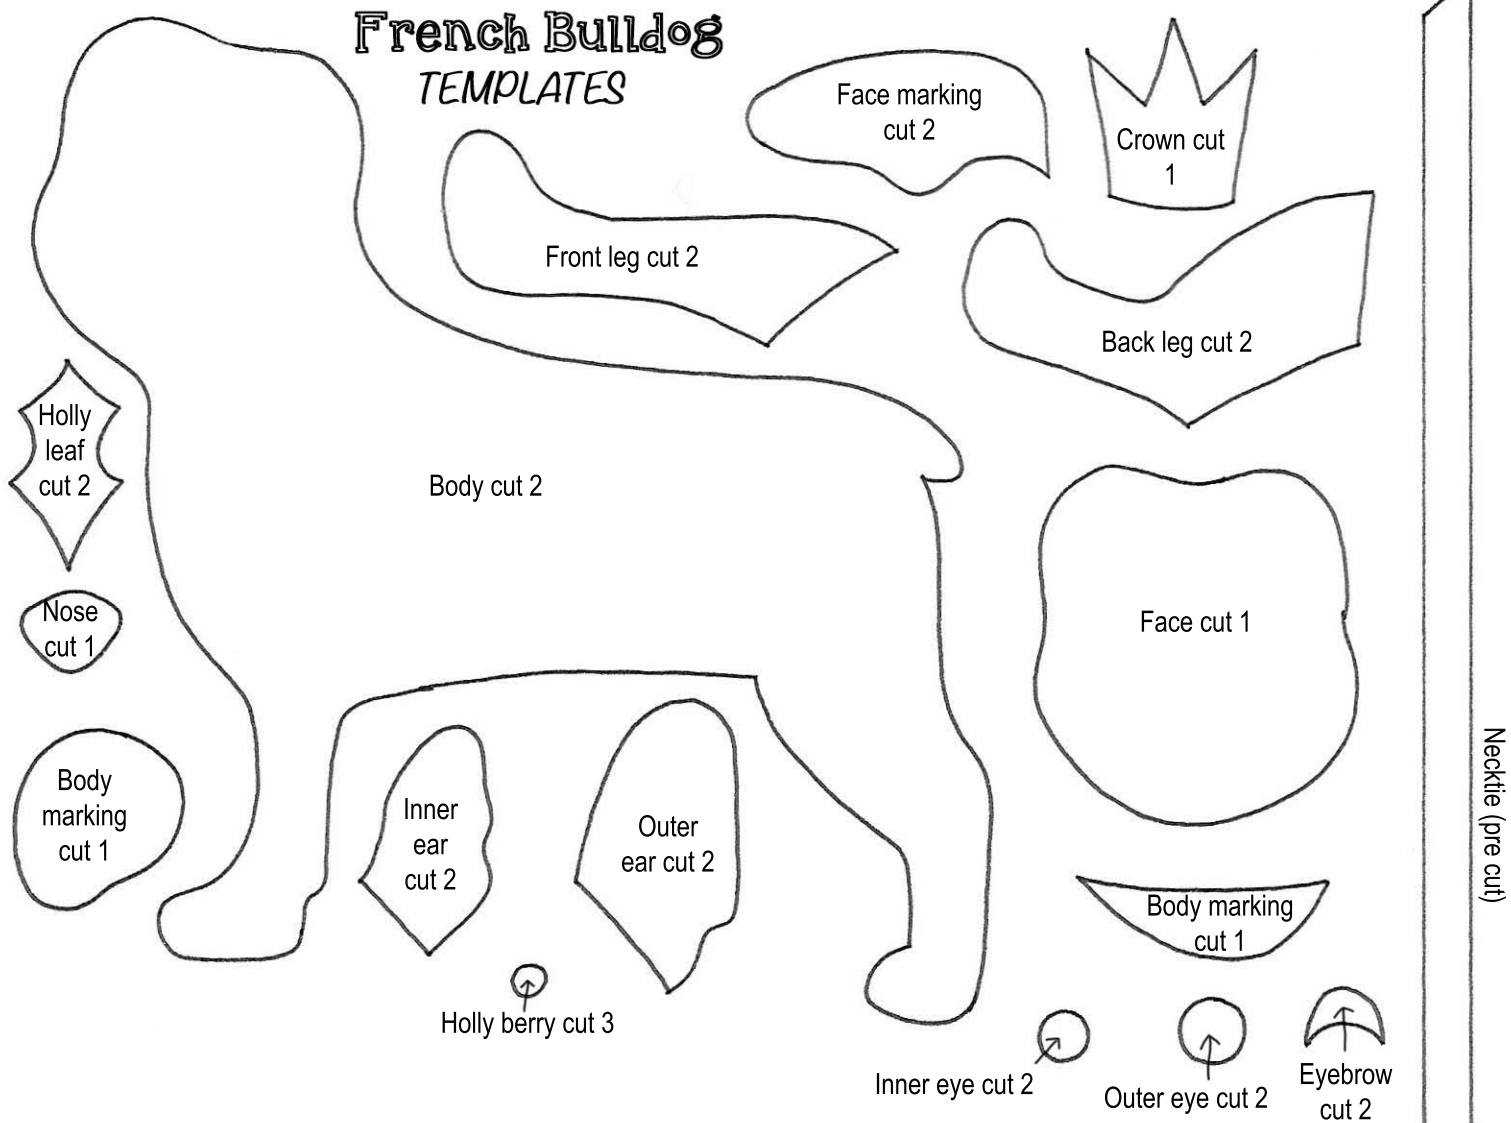 French Bulldog
TEMPLATES
Face marking
cut 2
Crown cut
1
Front leg cut 2
Back leg cut 2
Holly
leaf
cut 2
Body cut 2
Nose
cut 1
Face cut 1
Body
marking
cut 1
Inner
ear
cut 2
Outer
ear cut 2
Body marking
cut 1
Holly berry cut 3
Inner eye cut 2
Outer eye cut 2
Eyebrow
cut 2
Necktie (pre cut)